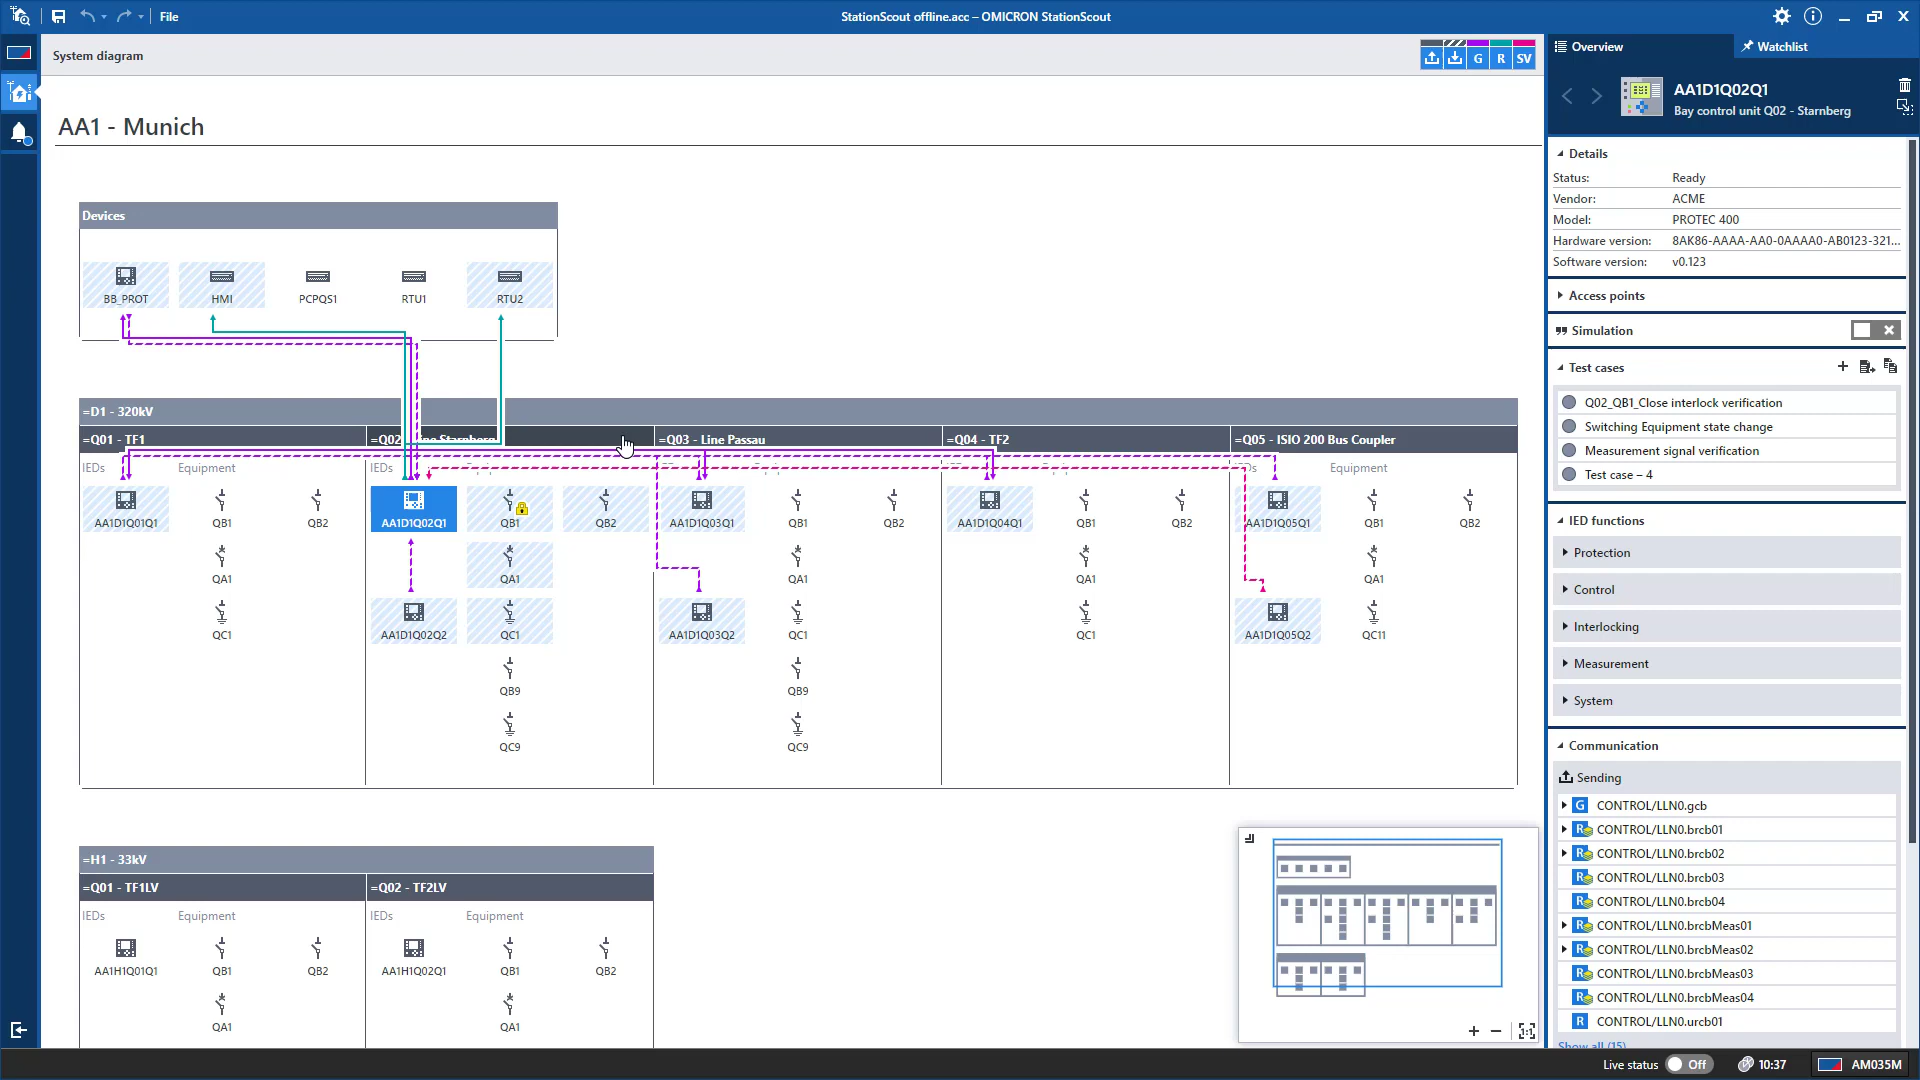 File
StationScout offline.acc – OMICRON StationScout
System diagram
G
R
SV
AA1 - Munich
Devices
BB_PROT
HMI
PCPQS1
RTU1
RTU2
=D1 - 320kV
=Q01 - TF1
=Q02
Starnberg
=Q03 - Line Passau
=Q04 - TF2
=Q05 - ISIO 200 Bus Coupler
IEDs
Equipment
IEDs
Equipment
AA1D1Q01Q1
QB1
QB2
AA1D1Q02Q1
QB1
QB2
AA1D1Q03Q1
QB1
QB2
AA1D1Q04Q1
QB1
QB2
AA1D1Q05Q1
QB1
QB2
QA1
QA1
QA1
QA1
QA1
QC1
AA1D1Q02Q2
QC1
AA1D1Q03Q2
QC1
QC1
AA1D1Q05Q2
QC11
QB9
QB9
QC9
QC9
=H1 - 33kV
=Q01 - TF1LV
=Q02 - TF2LV
IEDs
Equipment
IEDs
Equipment
AA1H1Q01Q1
QB1
QB2
AA1H1Q02Q1
QB1
QB2
QA1
QA1
1:1
Overview
Watchlist
AA1D1Q02Q1
Bay control unit Q02 - Starnberg
Details
Status: Ready
Vendor: ACME
Model: PROTEC 400
Hardware version: 8AK86-AAAA-AA0-0AAAA0-AB0123-321...
Software version: v0.123
Access points
Simulation
Test cases
Q02_QB1_Close interlock verification
Switching Equipment state change
Measurement signal verification
Test case – 4
IED functions
Protection
Control
Interlocking
Measurement
System
Communication
Sending
G CONTROL/LLN0.gcb
R CONTROL/LLN0.brcb01
R CONTROL/LLN0.brcb02
R CONTROL/LLN0.brcb03
R CONTROL/LLN0.brcb04
R CONTROL/LLN0.brcbMeas01
R CONTROL/LLN0.brcbMeas02
R CONTROL/LLN0.brcbMeas03
R CONTROL/LLN0.brcbMeas04
R CONTROL/LLN0.urcb01
Show all (15)
Live status Off
10:37
AM035M